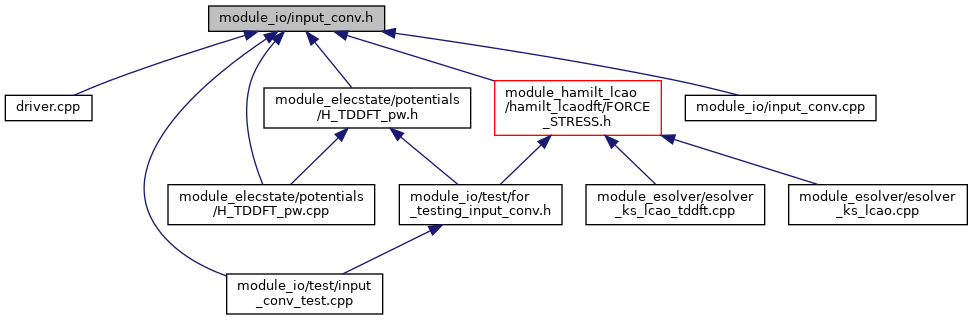 module_io/input_conv.h
driver.cpp
module_elecstate/potentials
/H_TDDFT_pw.h
module_hamilt_lcao
/hamilt_lcaodft/FORCE
_STRESS.h
module_io/input_conv.cpp
module_elecstate/potentials
/H_TDDFT_pw.cpp
module_io/test/for
_testing_input_conv.h
module_esolver/esolver
_ks_lcao_tddft.cpp
module_esolver/esolver
_ks_lcao.cpp
module_io/test/input
_conv_test.cpp